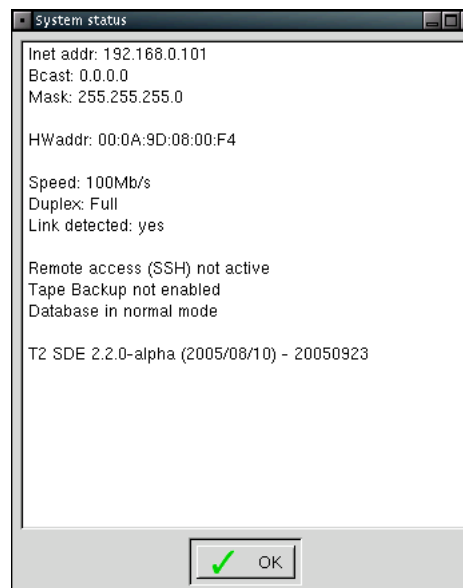 System status
Inet addr: 192.168.0.101
Bcast: 0.0.0.0
Mask: 255.255.255.0
HWaddr: 00:0A:9D:08:00:F4
Speed: 100Mb/s
Duplex: Full
Link detected: yes
Remote access (SSH) not active
Tape Backup not enabled
Database in normal mode
T2 SDE 2.2.0-alpha (2005/08/10) - 20050923
OK